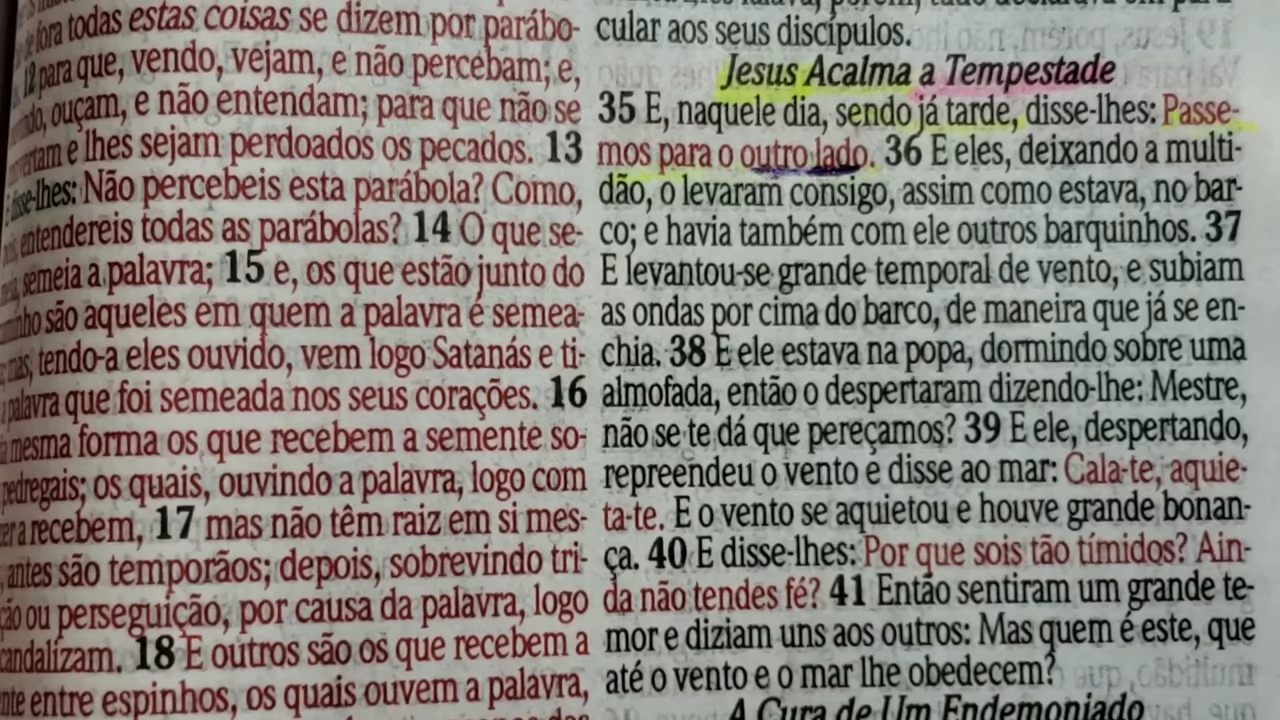 fora todas estas coisas se dizem por parábo-
12 para que, vendo, vejam, e não percebam; e,
ouçam, e não entendam; para que não se
e lhes sejam perdoados os pecados. 13
disse-lhes: Não percebeis esta parábola? Como,
entendereis todas as parábolas? 14 O que se-
semeia a palavra; 15 e, os que estão junto do
são aqueles em quem a palavra é semea-
mas, tendo-a eles ouvido, vem logo Satanás e ti-
palavra que foi semeada nos seus corações. 16
mesma forma os que recebem a semente so-
pedregais; os quais, ouvindo a palavra, logo com
a recebem, 17 mas não têm raiz em si mes-
antes são temporãos; depois, sobrevindo tri-
ou perseguição, por causa da palavra, logo
18 E outros são os que recebem a
entre espinhos, os quais ouvem a palavra,
cular aos seus discípulos.
Jesus Acalma a Tempestade
35 E, naquele dia, sendo já tarde, disse-lhes: Passe-
mos para o outro lado. 36 E eles, deixando a multi-
dão, o levaram consigo, assim como estava, no bar-
co; e havia também com ele outros barquinhos. 37
E levantou-se grande temporal de vento, e subiam
as ondas por cima do barco, de maneira que já se en-
chia. 38 E ele estava na popa, dormindo sobre uma
almofada, então o despertaram dizendo-lhe: Mestre,
não se te dá que pereçamos? 39 E ele, despertando,
repreendeu o vento e disse ao mar: Cala-te, aquie-
ta-te. E o vento se aquietou e houve grande bonan-
ça. 40 E disse-lhes: Por que sois tão tímidos? Ain-
da não tendes fé? 41 Então sentiram um grande te-
mor e diziam uns aos outros: Mas quem é este, que
até o vento e o mar lhe obedecem?
A Cura de Um Endemoniado